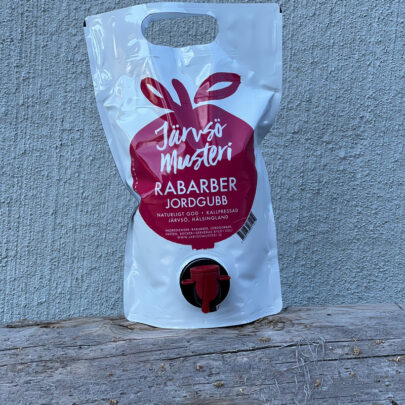 Järvsö
Musteri
RABARBER
JORDGUBB
NATURLIGT GOD • KALLPRESSAD
JÄRVSÖ, HÄLSINGLAND